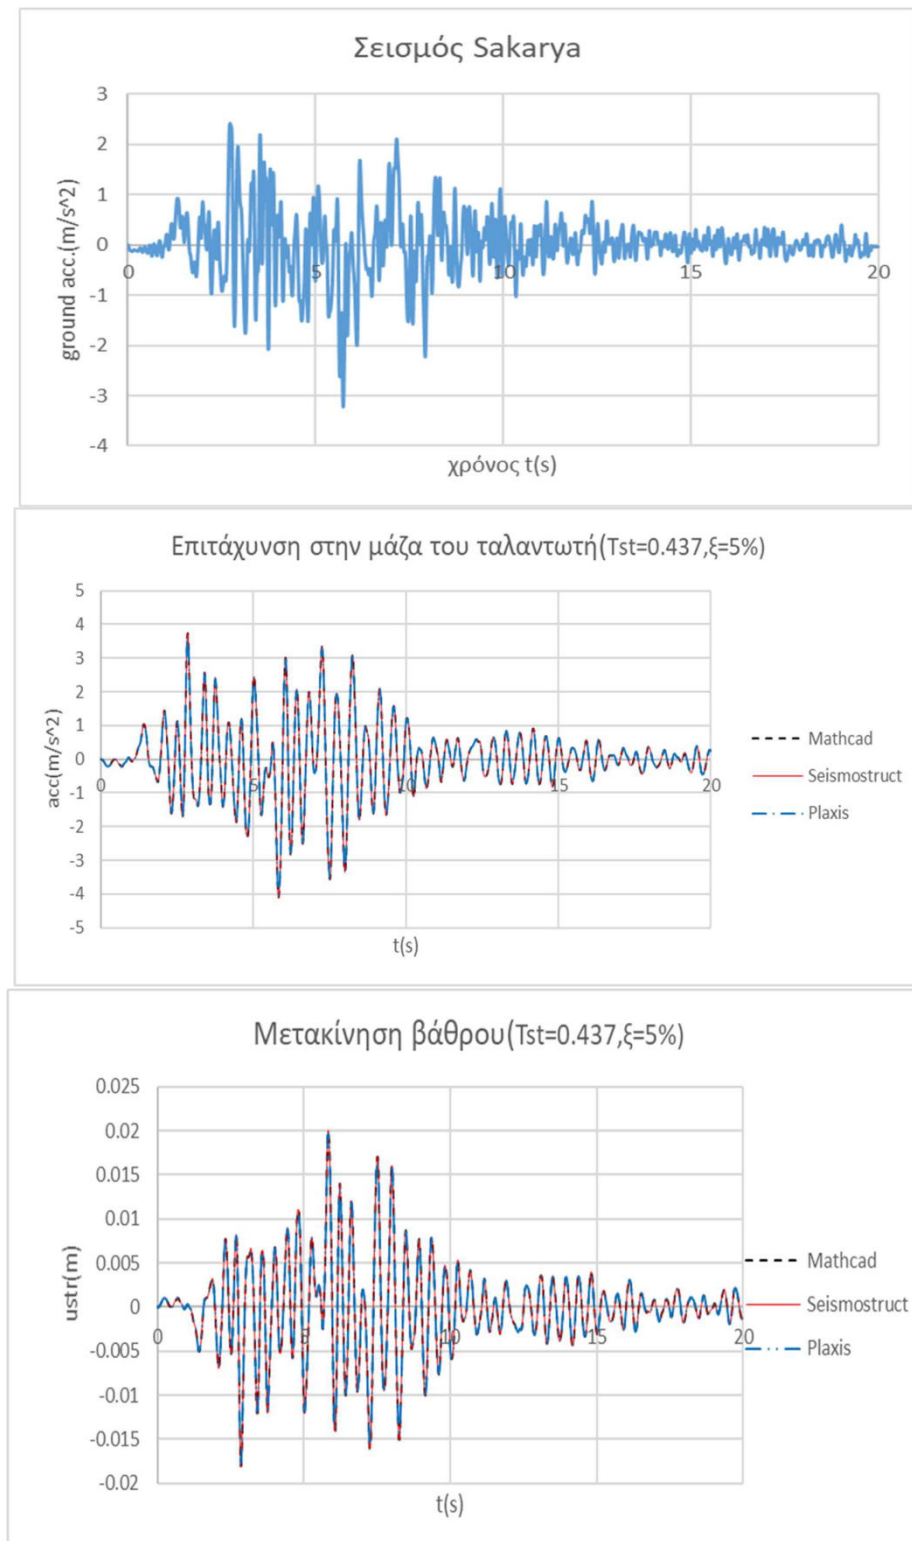 Σεισμός Sakarya
3
2
1
0
-1
-2
-3
-4
0
5
10
15
20
ground acc.(m/s^2)
χρόνος t(s)
Επιτάχυνση στην μάζα του ταλαντωτή(Tst=0.437,ξ=5%)
5
4
3
2
1
0
-1
-2
-3
-4
-5
0
5
10
15
20
acc(m/s^2)
t(s)
Mathcad
Seismostruct
Plaxis
Μετακίνηση βάθρου(Tst=0.437,ξ=5%)
0.025
0.02
0.015
0.01
0.005
0
-0.005
-0.01
-0.015
-0.02
0
5
10
15
20
ustr(m)
t(s)
Mathcad
Seismostruct
Plaxis